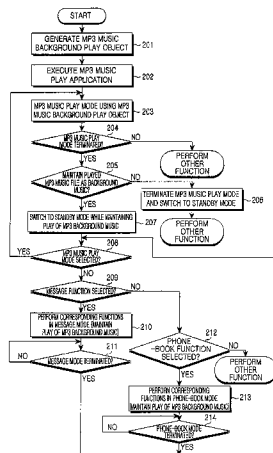 START
GENERATE MP3 MUSIC
BACKGROUND PLAY OBJECT
201
EXECUTE MP3 MUSIC
PLAY APPLICATION
202
MP3 MUSIC PLAY MODE USING MP3
MUSIC BACKGROUND PLAY OBJECT
203
204
MP3 MUSIC PLAY
MODE TERMINATED?
NO
YES
PERFORM
OTHER
FUNCTION
205
MAINTAIN PLAYED
MP3 MUSIC FILE AS BACKGROUND
MUSIC?
NO
YES
TERMINATE MP3 MUSIC PLAY MODE
AND SWITCH TO STANDBY MODE
206
PERFORM
OTHER
FUNCTION
SWITCH TO STANDBY MODE WHILE MAINTAINING
PLAY OF MP3 BACKGROUND MUSIC
207
208
MP3 MUSIC PLAY
MODE SELECTED?
YES
NO
209
MESSAGE FUNCTION SELECTED?
NO
YES
PERFORM CORRESPONDING FUNCTIONS
IN MESSAGE MODE (MAINTAIN
PLAY OF MP3 BACKGROUND MUSIC)
210
211
MESSAGE MODE TERMINATED?
NO
YES
212
PHONE
-BOOK FUNCTION
SELECTED?
NO
YES
PERFORM
OTHER
FUNCTION
PERFORM CORRESPONDING
FUNCTIONS IN PHONE-BOOK MODE
(MAINTAIN PLAY OF MP3 BACKGROUND MUSIC)
213
214
PHONE-BOOK MODE
TERMINATED?
NO
YES